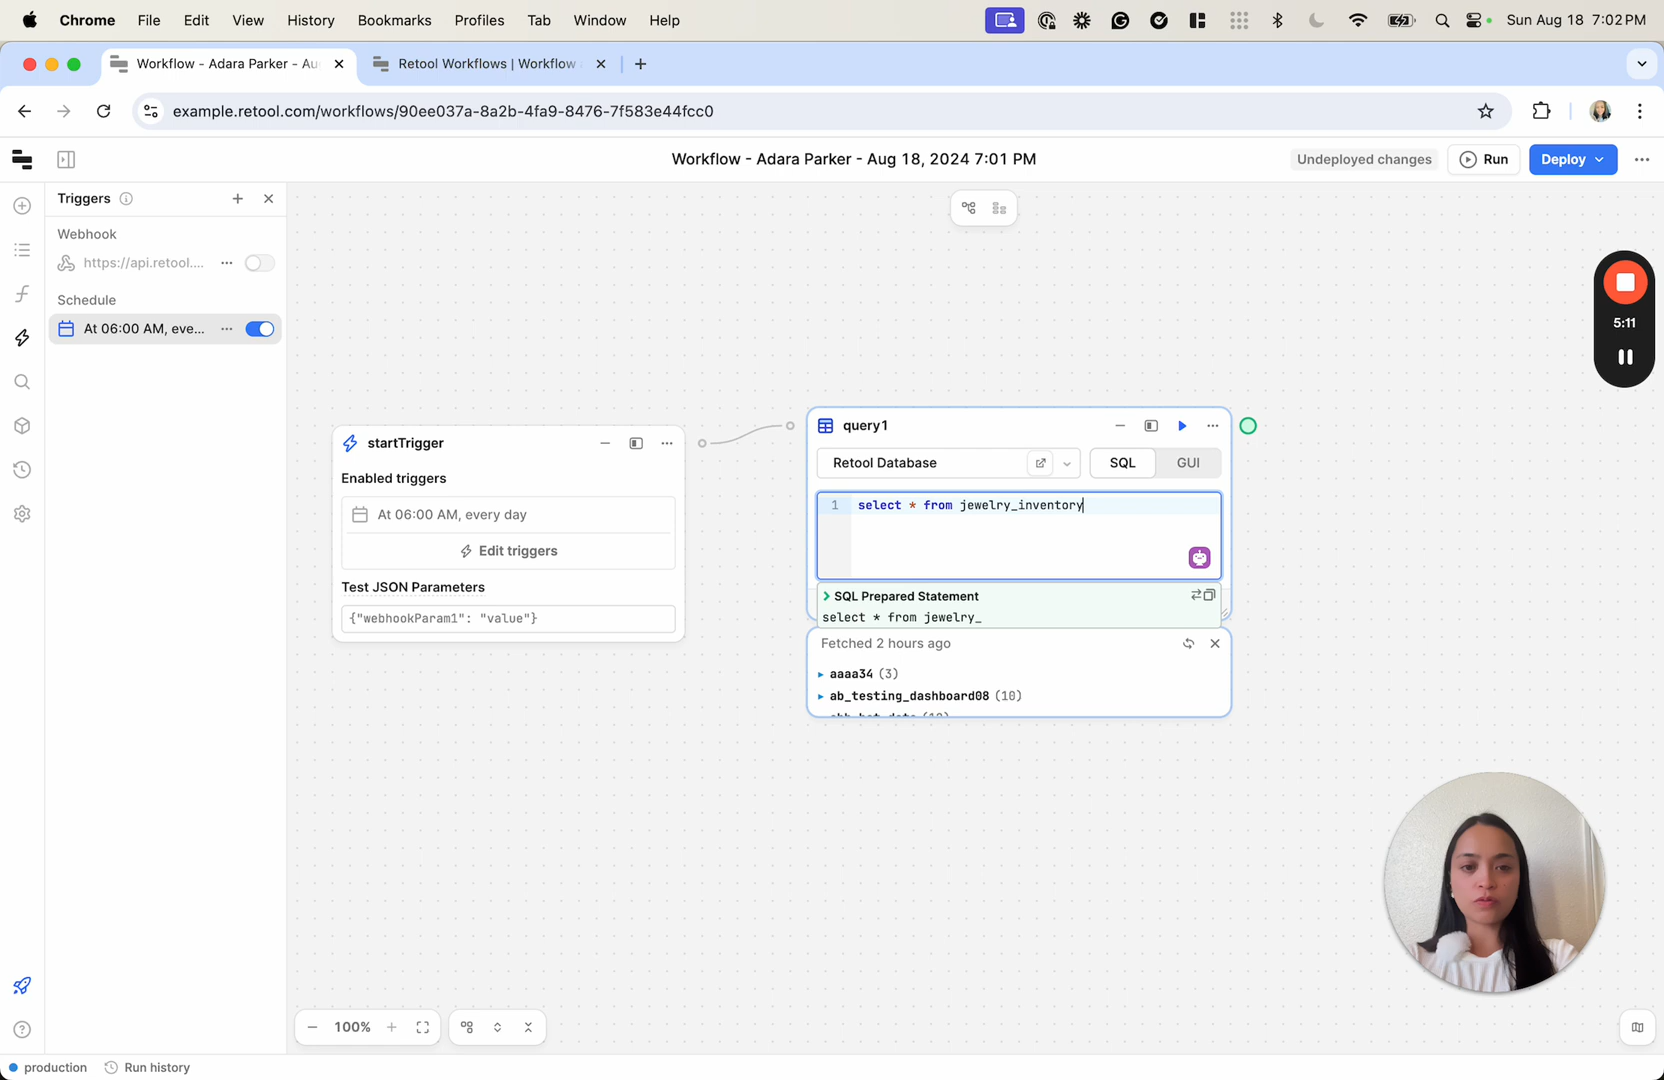 Chrome File Edit View History Bookmarks Profiles Tab Window Help Sun Aug 18 7:02 PM
Workflow - Adara Parker - Au Retool Workflows | Workflow
example.retool.com/workflows/90ee037a-8a2b-4fa9-8476-7f583e44fcc0
Workflow - Adara Parker - Aug 18, 2024 7:01 PM Undeployed changes Run Deploy
Triggers
Webhook
https://api.retool....
Schedule
At 06:00 AM, eve...
5:11
startTrigger
Enabled triggers
At 06:00 AM, every day
Edit triggers
Test JSON Parameters
{"webhookParam1": "value"}
query1
Retool Database SQL GUI
1 select * from jewelry_inventory
SQL Prepared Statement
select * from jewelry_
Fetched 2 hours ago
aaaa34 (3)
ab_testing_dashboard08 (10)
100%
production Run history